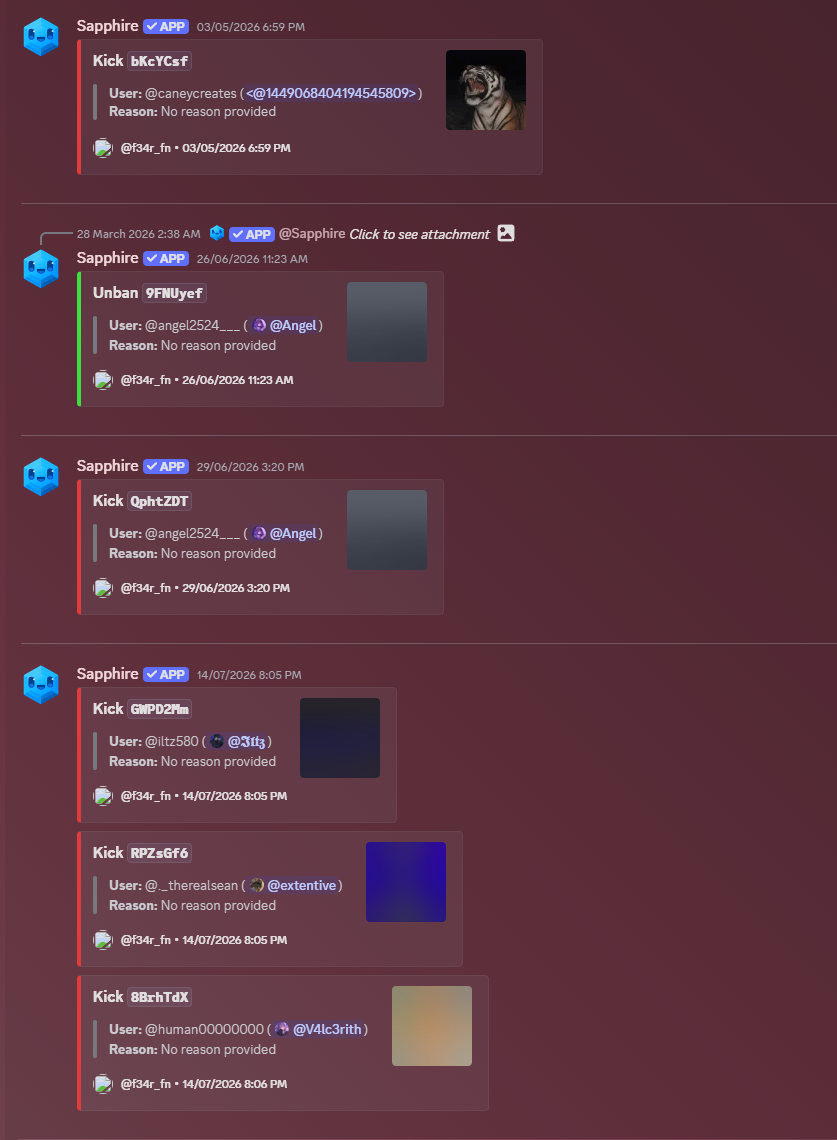 Sapphire ✓ APP 03/05/2026 6:59 PM
Kick bKcYCsf
User: @caneycreates (<@1449068404194545809>)
Reason: No reason provided
@f34r_fn • 03/05/2026 6:59 PM
28 March 2026 2:38 AM ✓ APP @Sapphire Click to see attachment
Sapphire ✓ APP 26/06/2026 11:23 AM
Unban 9FNUyef
User: @angel2524___ ( @Angel)
Reason: No reason provided
@f34r_fn • 26/06/2026 11:23 AM
Sapphire ✓ APP 29/06/2026 3:20 PM
Kick QphtZDT
User: @angel2524___ ( @Angel)
Reason: No reason provided
@f34r_fn • 29/06/2026 3:20 PM
Sapphire ✓ APP 14/07/2026 8:05 PM
Kick GWPD2Mm
User: @iltz580 ( @𝕴𝖑𝖙𝖟)
Reason: No reason provided
@f34r_fn • 14/07/2026 8:05 PM
Kick RPZsGf6
User: @._therealsean ( @extentive)
Reason: No reason provided
@f34r_fn • 14/07/2026 8:05 PM
Kick 8BrhTdX
User: @human00000000 ( @V4lc3rith)
Reason: No reason provided
@f34r_fn • 14/07/2026 8:06 PM